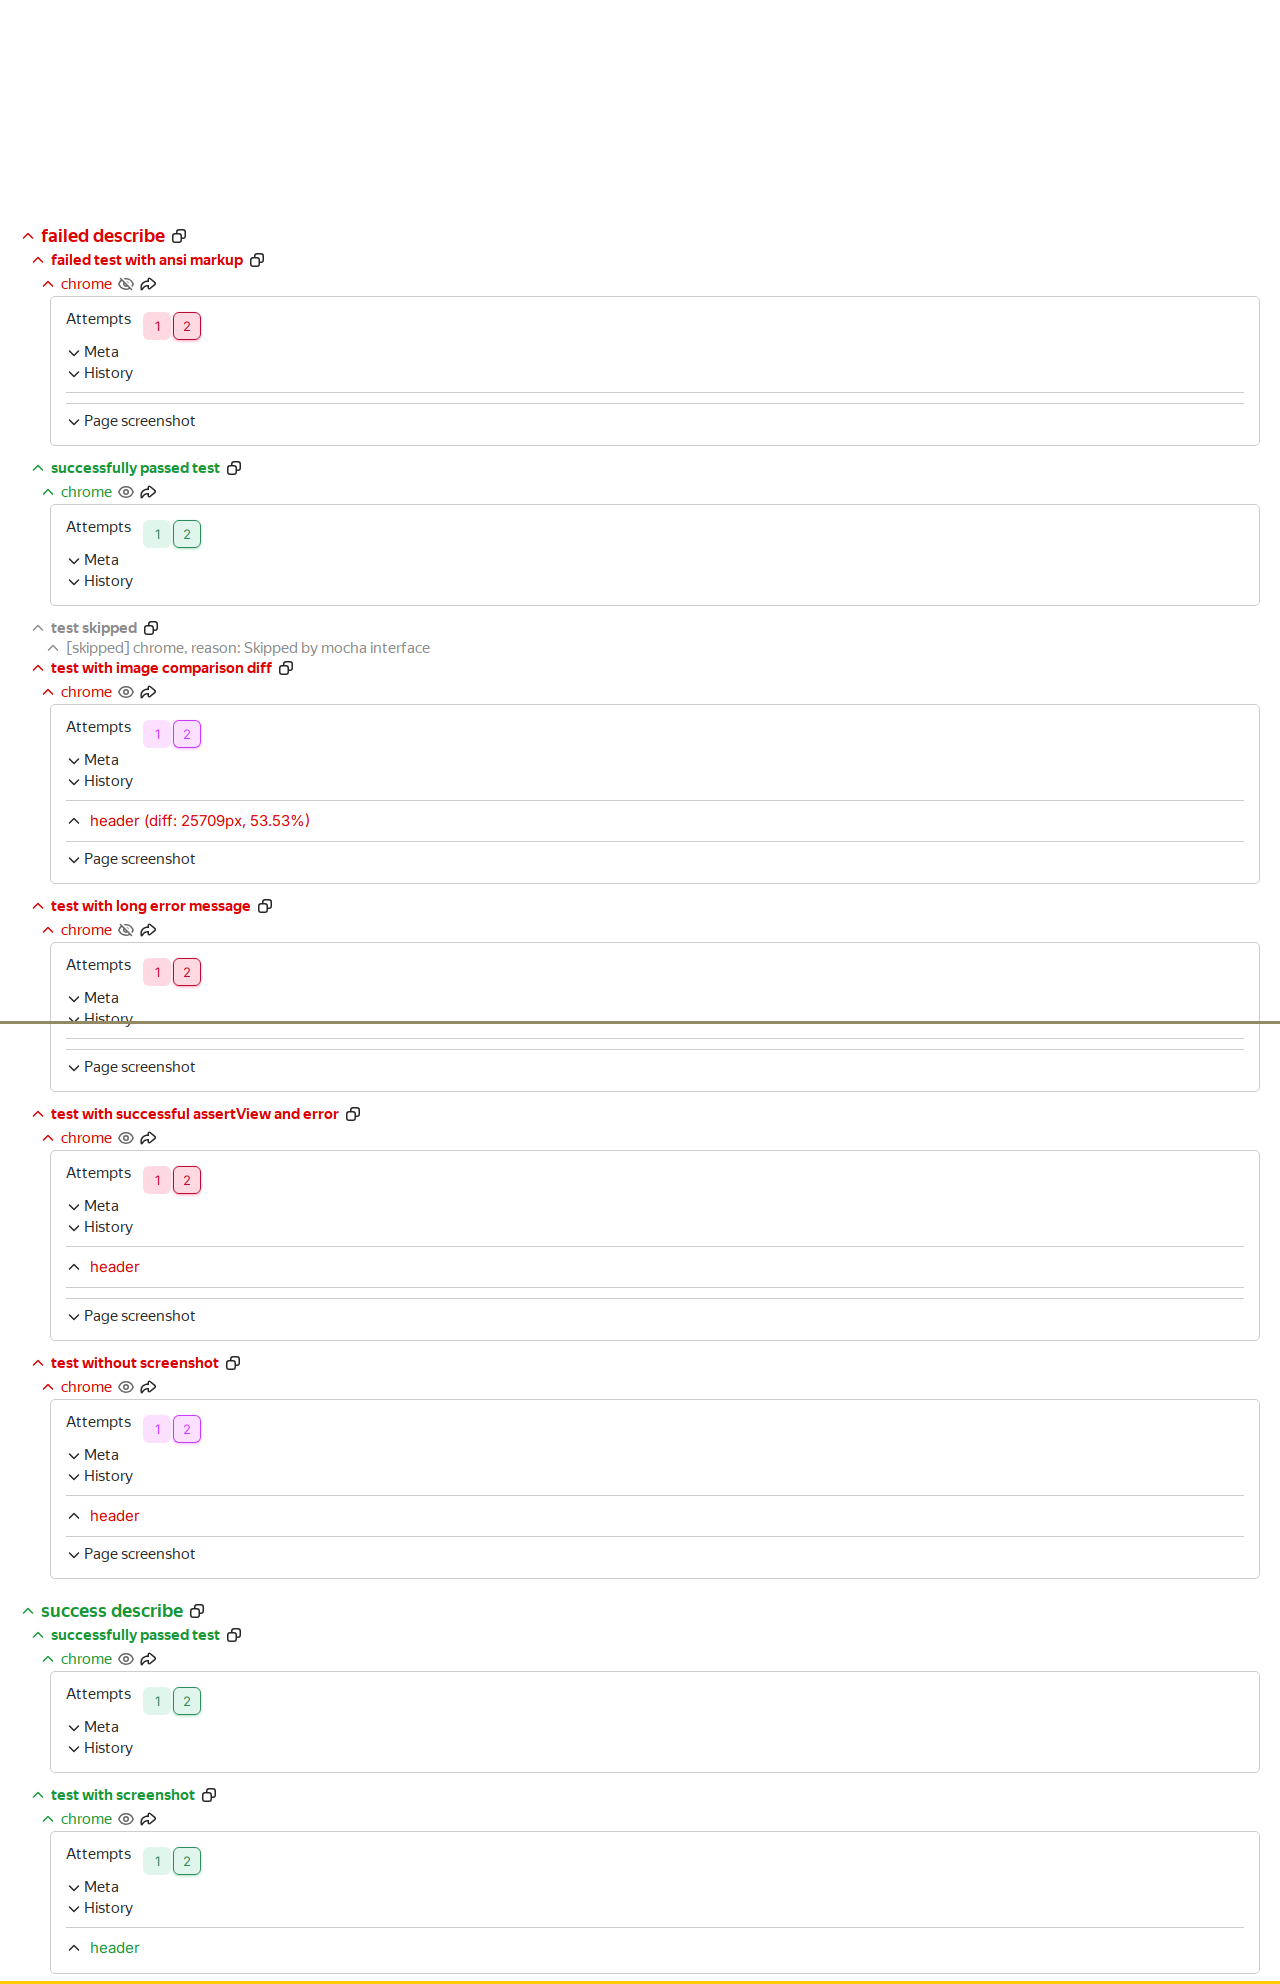 failed describe
failed test with ansi markup
chrome
Attempts 1 2
Meta
History
Page screenshot
successfully passed test
chrome
Attempts 1 2
Meta
History
test skipped
[skipped] chrome, reason: Skipped by mocha interface
test with image comparison diff
chrome
Attempts 1 2
Meta
History
header (diff: 25709px, 53.53%)
Page screenshot
test with long error message
chrome
Attempts 1 2
Meta
History
Page screenshot
test with successful assertView and error
chrome
Attempts 1 2
Meta
History
header
Page screenshot
test without screenshot
chrome
Attempts 1 2
Meta
History
header
Page screenshot
success describe
successfully passed test
chrome
Attempts 1 2
Meta
History
test with screenshot
chrome
Attempts 1 2
Meta
History
header